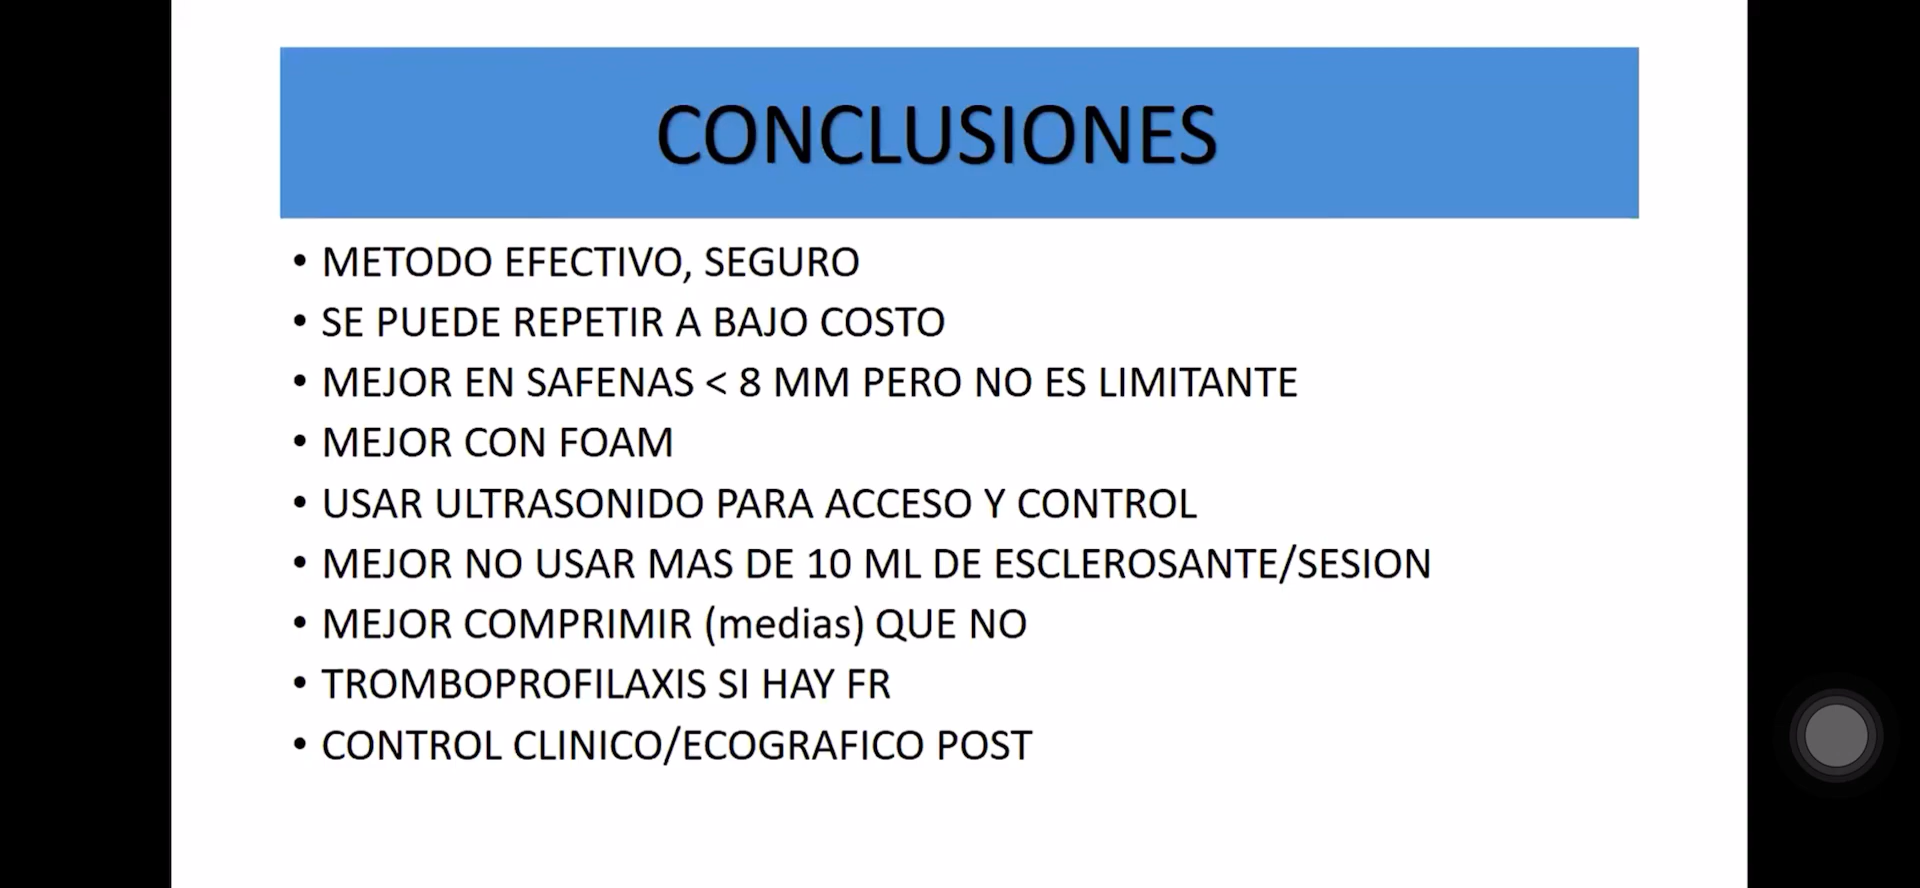 CONCLUSIONES
• METODO EFECTIVO, SEGURO
• SE PUEDE REPETIR A BAJO COSTO
• MEJOR EN SAFENAS < 8 MM PERO NO ES LIMITANTE
• MEJOR CON FOAM
• USAR ULTRASONIDO PARA ACCESO Y CONTROL
• MEJOR NO USAR MAS DE 10 ML DE ESCLEROSANTE/SESION
• MEJOR COMPRIMIR (medias) QUE NO
• TROMBOPROFILAXIS SI HAY FR
• CONTROL CLINICO/ECOGRAFICO POST